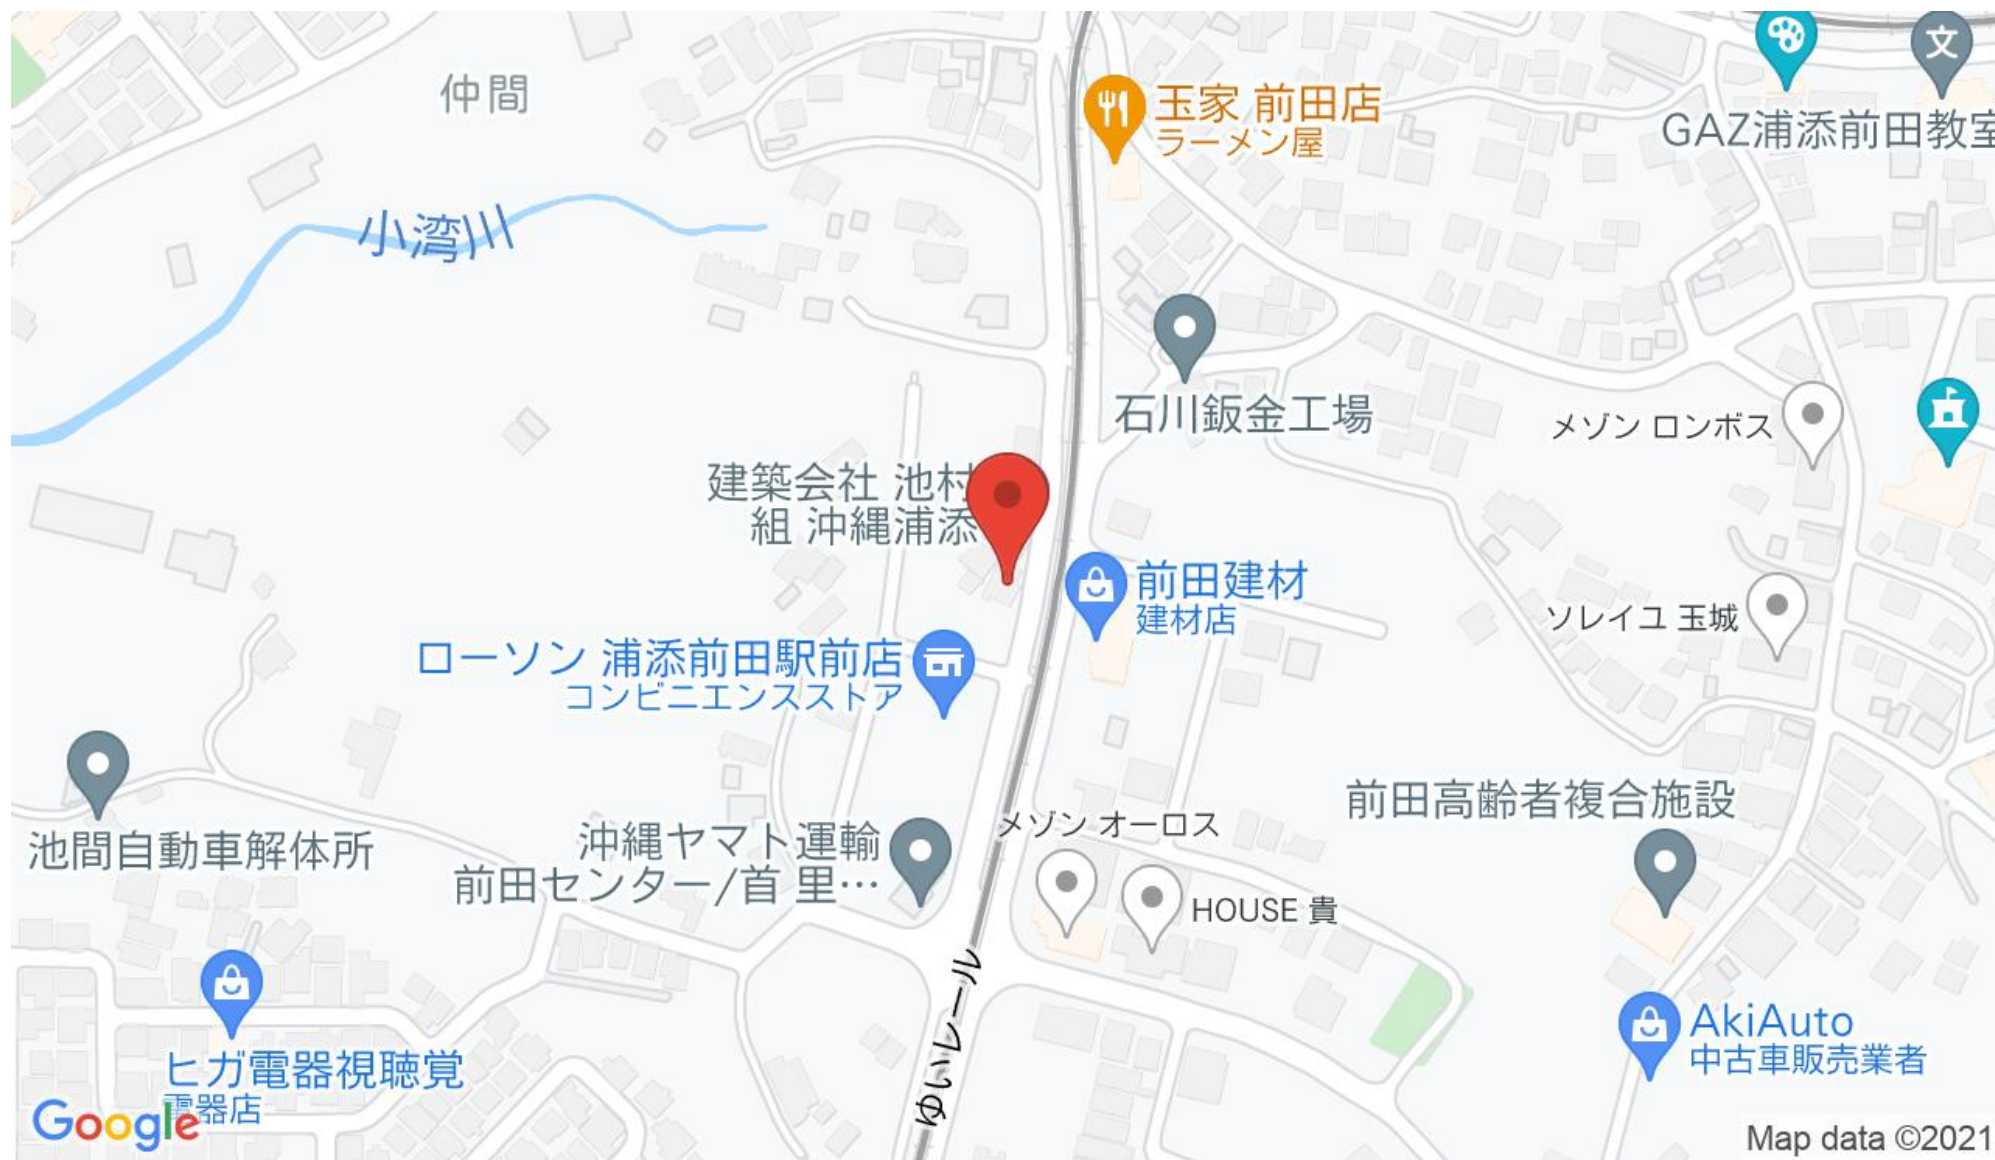 仲間
玉家 前田店
ラーメン屋
文
GAZ浦添前田教室
小湾川
石川鈑金工場
メゾン ロンボス
建築会社 池村
組 沖縄浦添
前田建材
建材店
ソレイユ 玉城
ローソン 浦添前田駅前店
コンビニエンスストア
池間自動車解体所
沖縄ヤマト運輸
前田センター/首 里…
メゾン オーロス
HOUSE 貴
前田高齢者複合施設
ゆいレール
AkiAuto
中古車販売業者
ヒガ電器視聴覚
電器店
Google
Map data ©2021